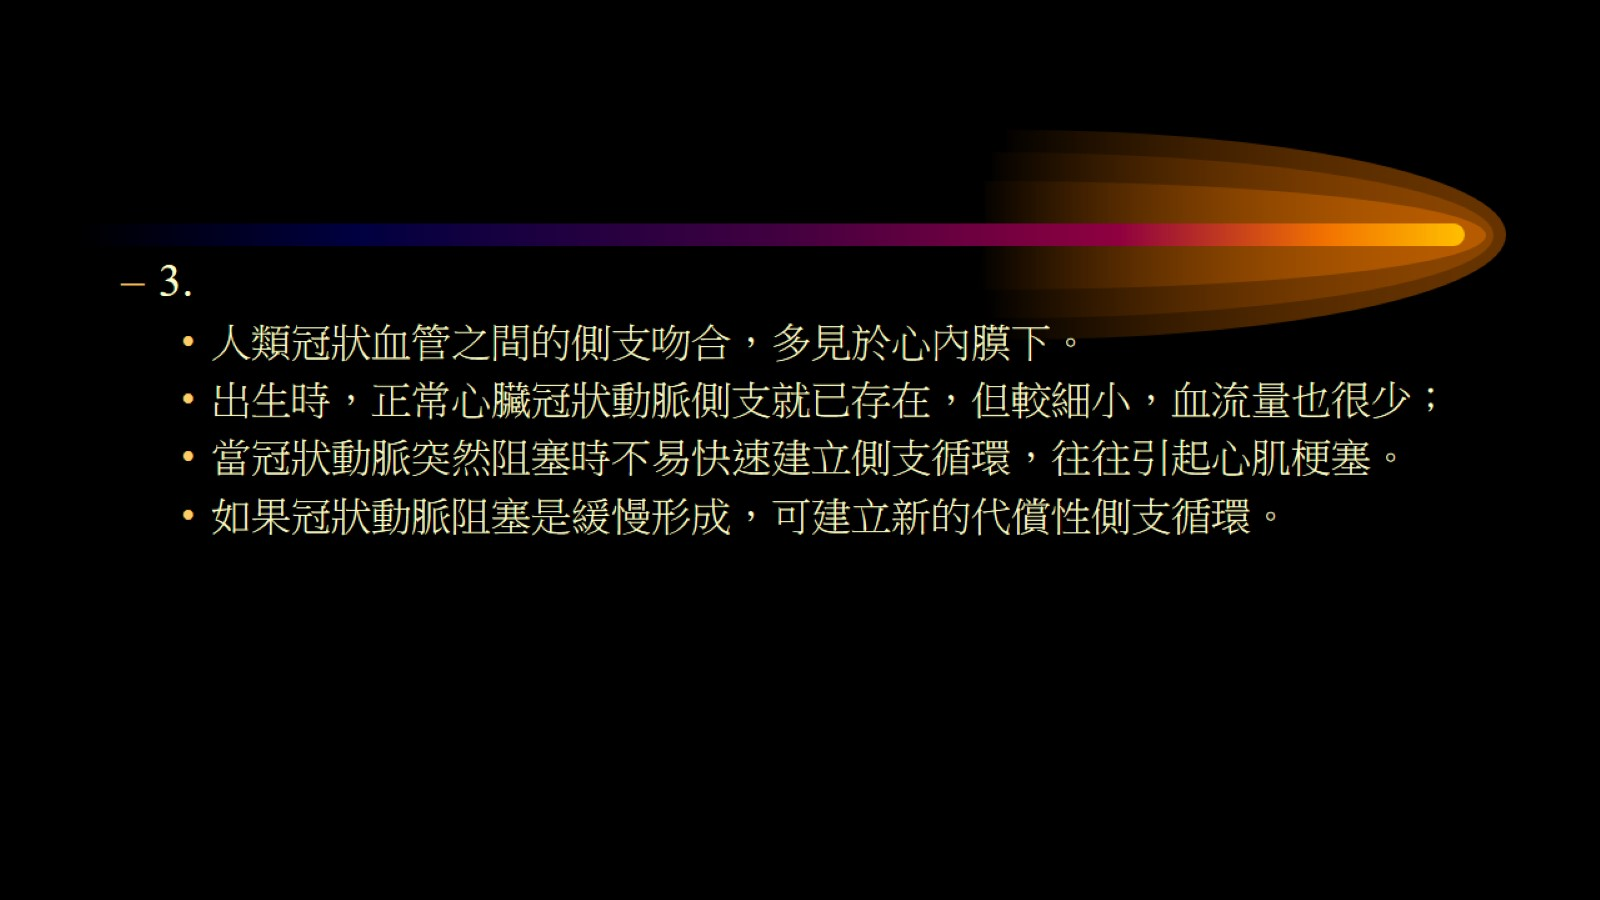 – 3.
• 人類冠狀血管之間的側支吻合，多見於心內膜下。
• 出生時，正常心臟冠狀動脈側支就已存在，但較細小，血流量也很少；
• 當冠狀動脈突然阻塞時不易快速建立側支循環，往往引起心肌梗塞。
• 如果冠狀動脈阻塞是緩慢形成，可建立新的代償性側支循環。